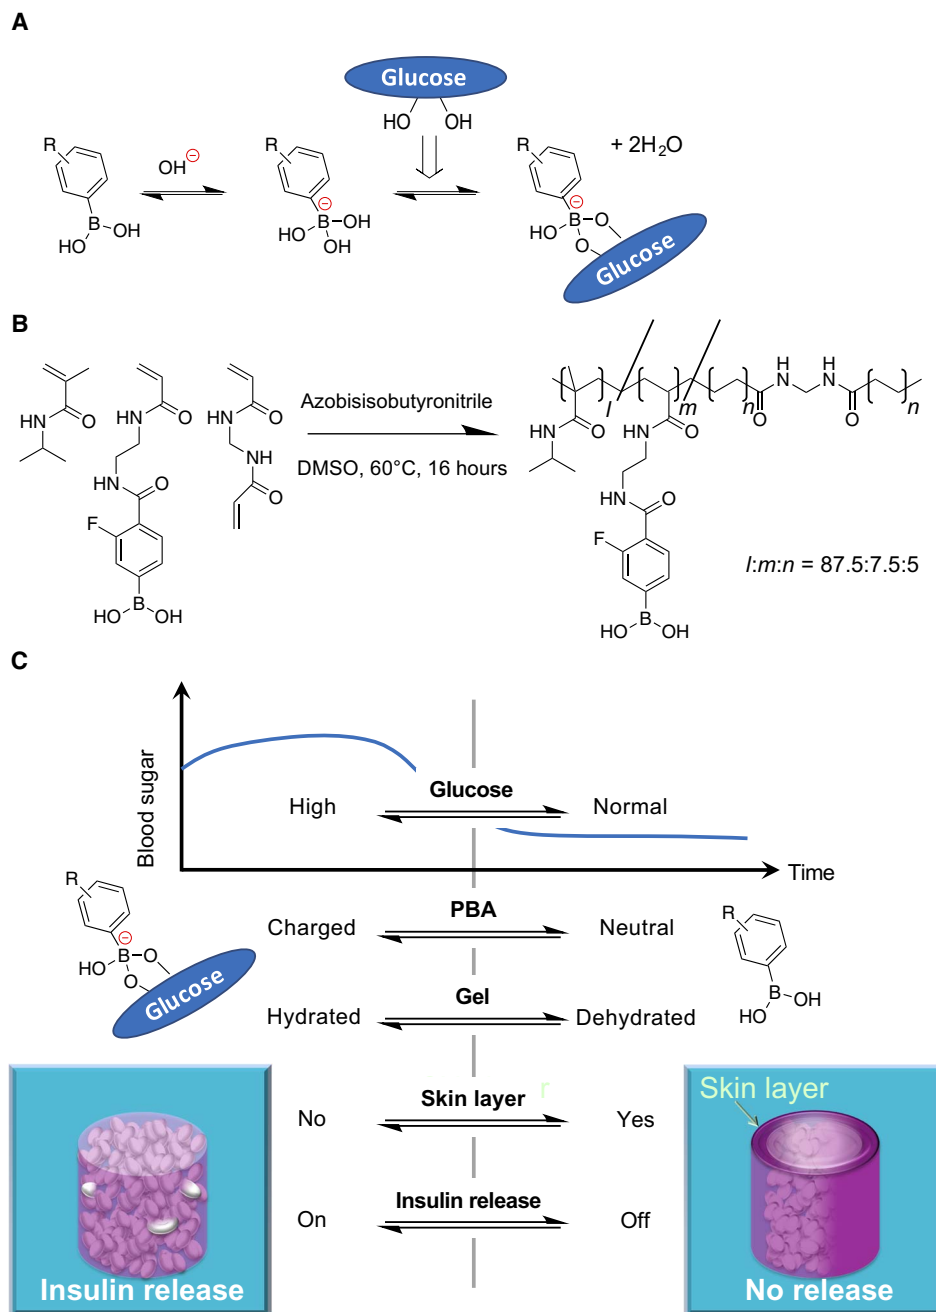 A
Glucose
HO OH
R
OH⊖
B
HO OH
R
⊖
B
HO OH
OH
R
⊖
B
HO O
O
Glucose
+ 2H₂O
B
HN O
HN O
HN O
F
B
HO OH
O
HN
NH
O
Azobisisobutyronitrile
DMSO, 60°C, 16 hours
l
m
n
H
N
H
N
O
O
n
HN O
HN O
HN O
F
B
HO OH
l:m:n = 87.5:7.5:5
C
Blood sugar
Glucose
High
Normal
Time
R
⊖
B
HO O
O
Glucose
PBA
Charged
Neutral
R
B
HO OH
Gel
Hydrated
Dehydrated
Skin layer r
No
Yes
Insulin release
On
Off
Insulin release
Skin layer
No release